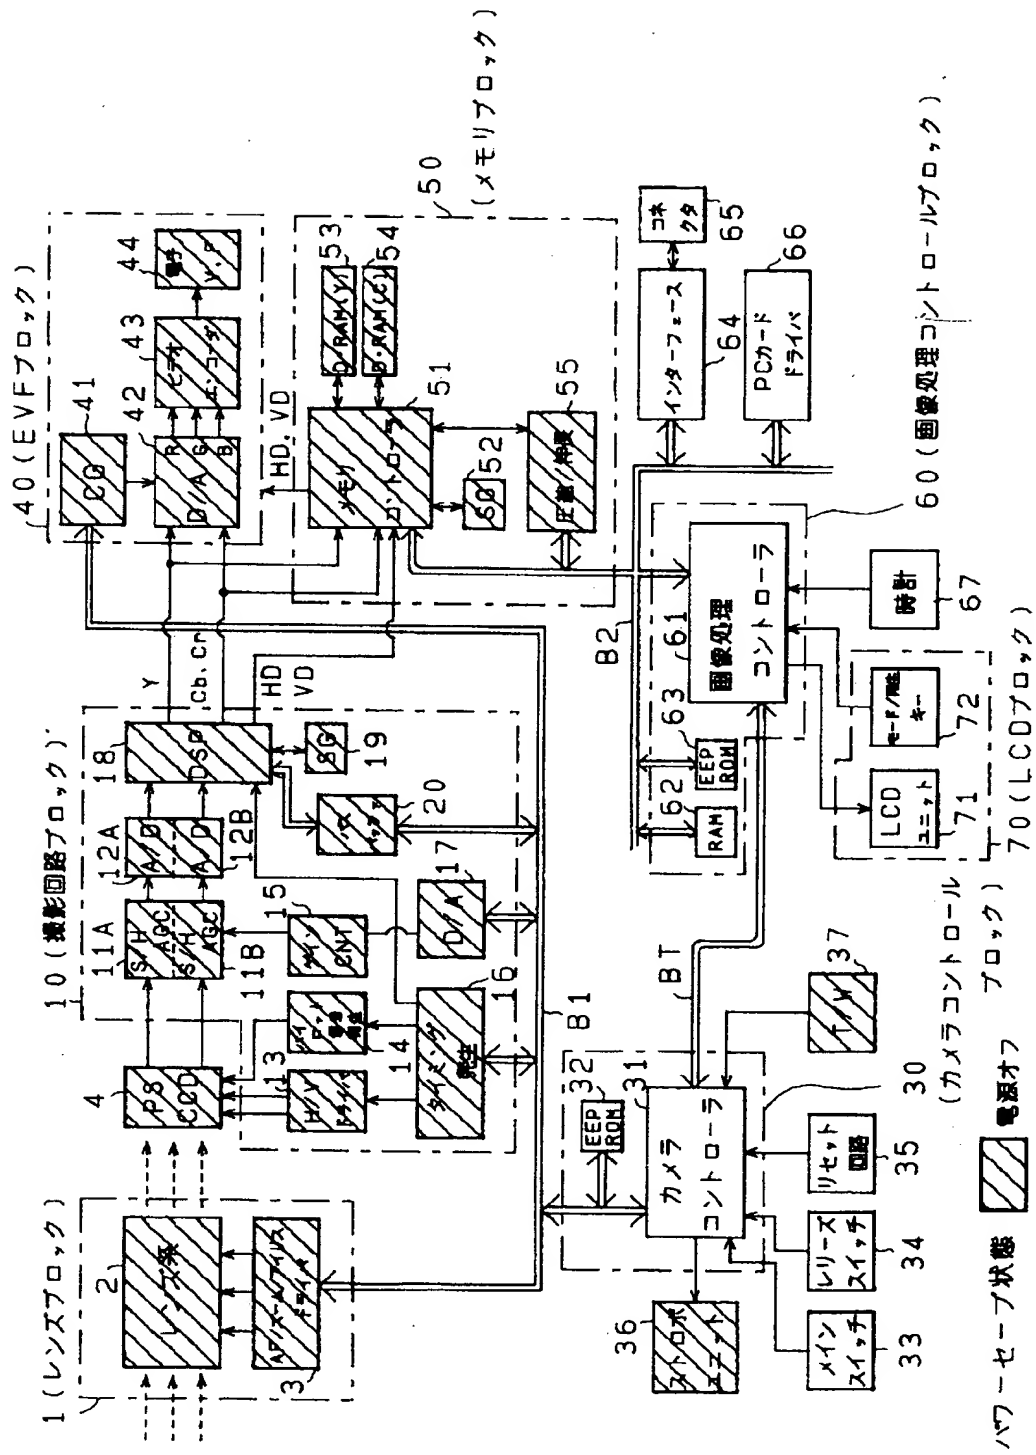 1(レンズブロック)
2
レンズ系
AF/ズーム/アイリス
ドライバ
3
4
PS
CCD
10(撮影回路ブロック)
11A
S/H
AGC
S/H
AGC
11B
12A
A/D
A/D
12B
13
H/V
ドライバ
14
15
ゲイン
CNT
16
タイミング
発生
17
D/A
18
DSP
SG
19
バス
バッファ
20
Y
Cb.Cr
HD
VD
B1
40(EVFブロック)
41
CG
42
D/A
R
G
B
43
ビデオ
エンコーダ
44
電子
V.F
HD.VD
50
(メモリブロック)
メモリ
コントローラ
51
SG
52
D-RAM(Y)
53
D-RAM(C)
54
圧縮/伸長
55
B2
60(画像処理コントロールブロック)
61
画像処理
コントローラ
62
RAM
63
EEP
ROM
インターフェース
64
コネ
クタ
65
66
PCカード
ドライバ
時計
67
70(LCDブロック)
LCD
ユニット
71
モード/再生
キー
72
BT
30
(カメラコントロール
ブロック)
31
カメラ
コントローラ
32
EEP
ROM
メイン
スイッチ
33
レリーズ
スイッチ
34
リセット
回路
35
36
ストロボ
ユニット
T/W
37
パワーセーブ状態
電源オフ